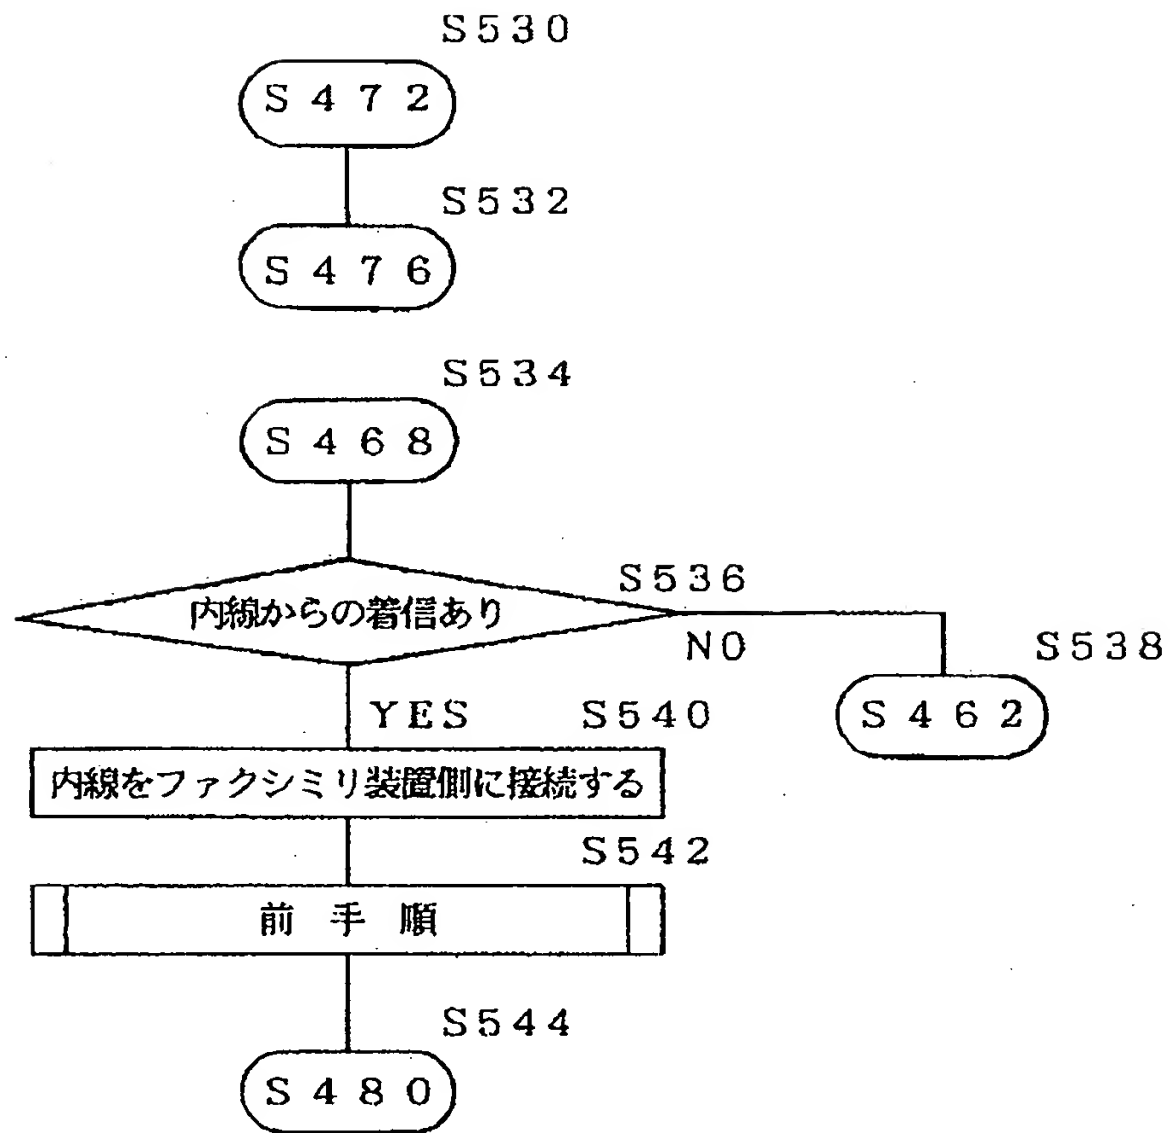 S530
S472
S532
S476
S534
S468
S536
内線からの着信あり
NO
S538
S462
YES
S540
内線をファクシミリ装置側に接続する
S542
前手順
S544
S480